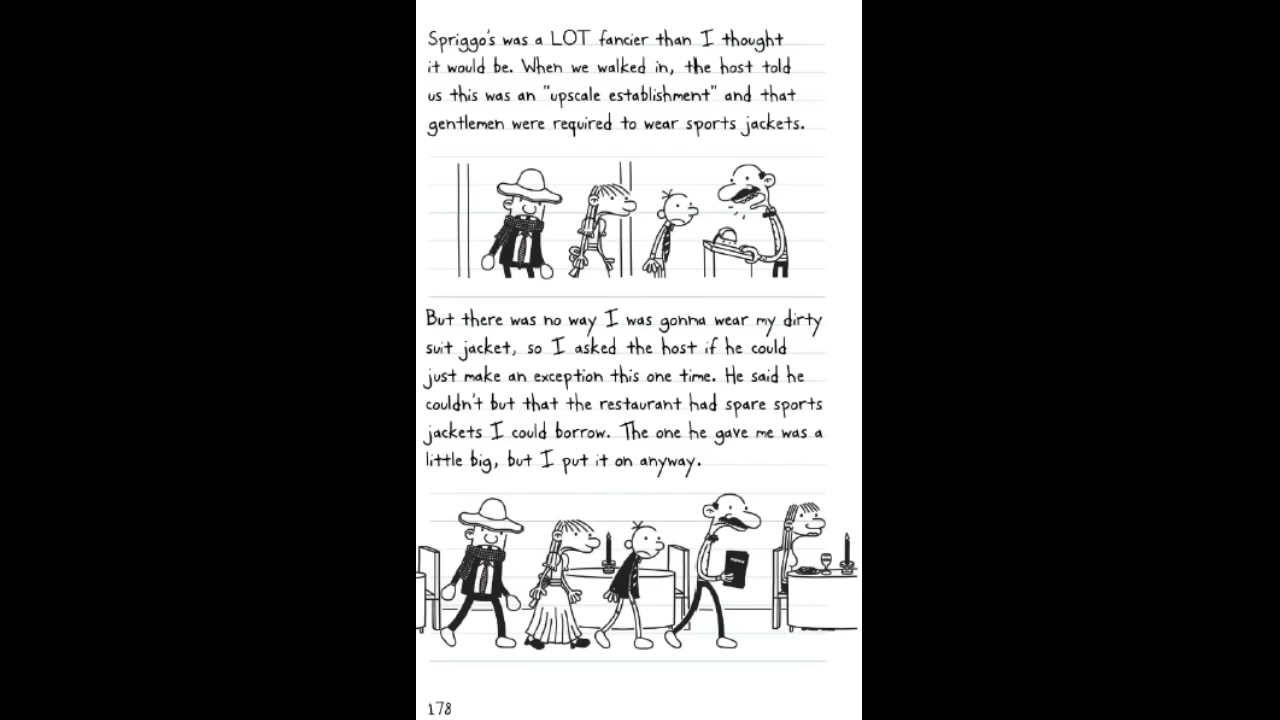 Spriggo's was a LOT fancier than I thought
it would be. When we walked in, the host told
us this was an "upscale establishment" and that
gentlemen were required to wear sports jackets.
But there was no way I was gonna wear my dirty
suit jacket, so I asked the host if he could
just make an exception this one time. He said he
couldn't but that the restaurant had spare sports
jackets I could borrow. The one he gave me was a
little big, but I put it on anyway.
178